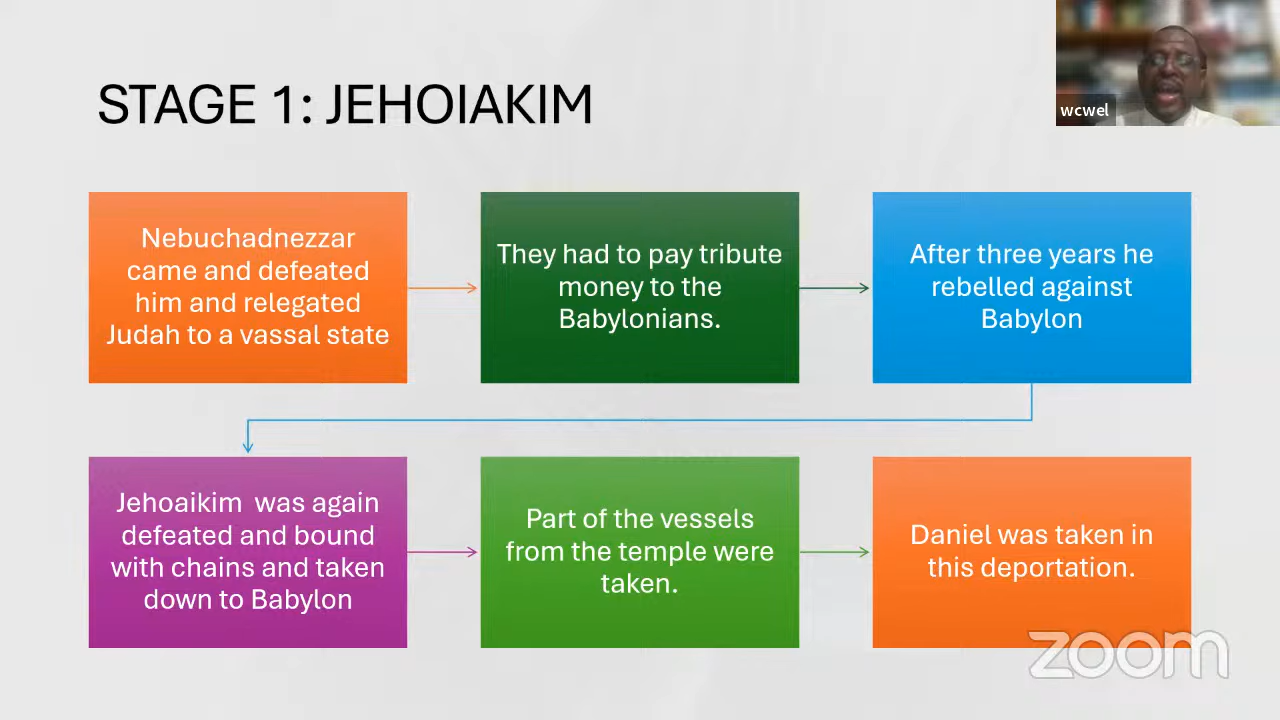 STAGE 1: JEHOIAKIM
wcwel
Nebuchadnezzar
came and defeated
him and relegated
Judah to a vassal state
They had to pay tribute
money to the
Babylonians.
After three years he
rebelled against
Babylon
Jehoaikim  was again
defeated and bound
with chains and taken
down to Babylon
Part of the vessels
from the temple were
taken.
Daniel was taken in
this deportation.
zoom